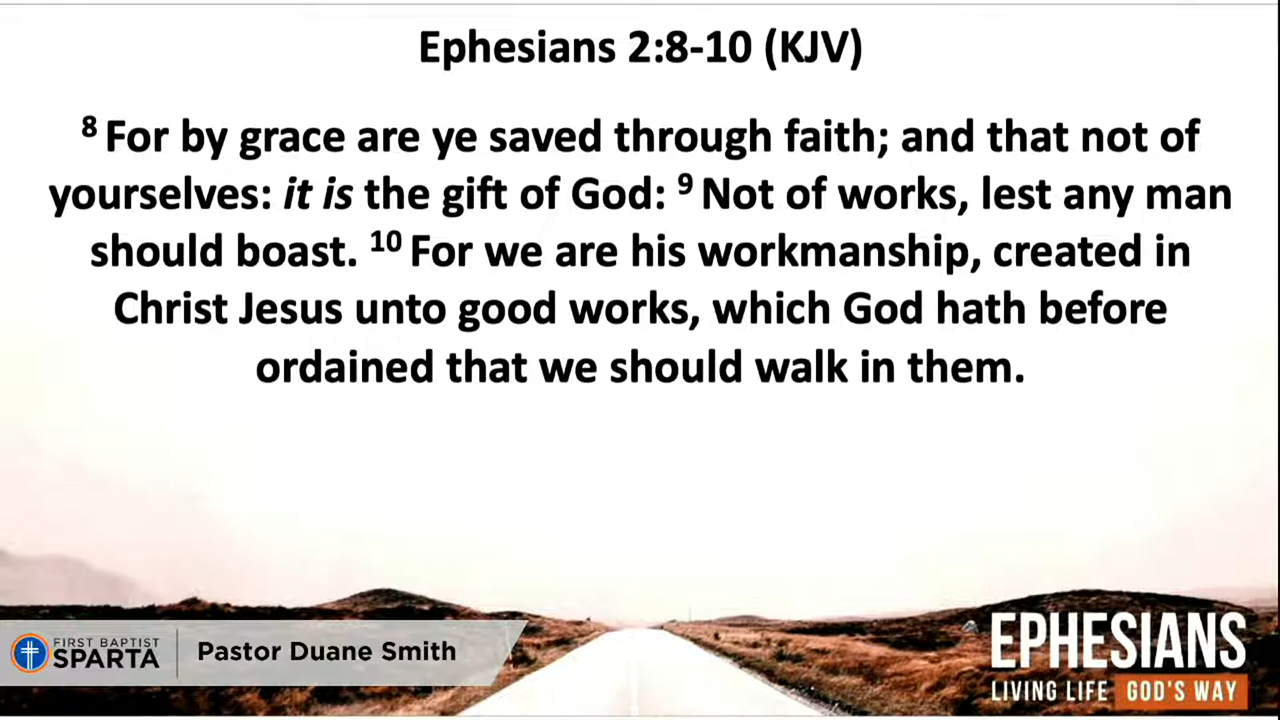 Ephesians 2:8-10 (KJV)
8 For by grace are ye saved through faith; and that not of
yourselves: it is the gift of God: 9 Not of works, lest any man
should boast. 10 For we are his workmanship, created in
Christ Jesus unto good works, which God hath before
ordained that we should walk in them.
FIRST BAPTIST
SPARTA
Pastor Duane Smith
EPHESIANS
LIVING LIFE GOD'S WAY